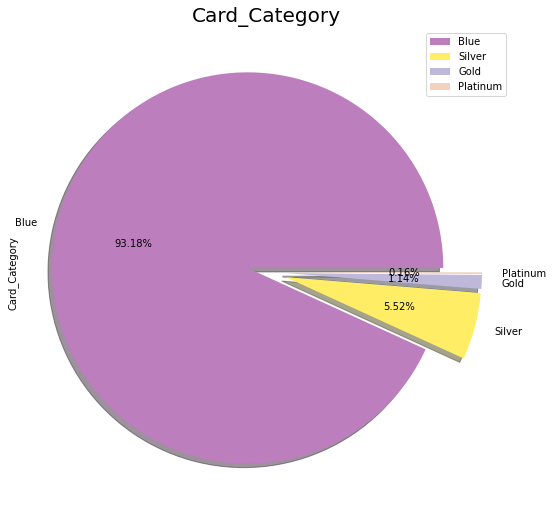 Card_Category
Blue
Silver
Gold
Platinum
Blue
93.18%
Card_Category
0.16%
Platinum
1.14%
Gold
5.52%
Silver